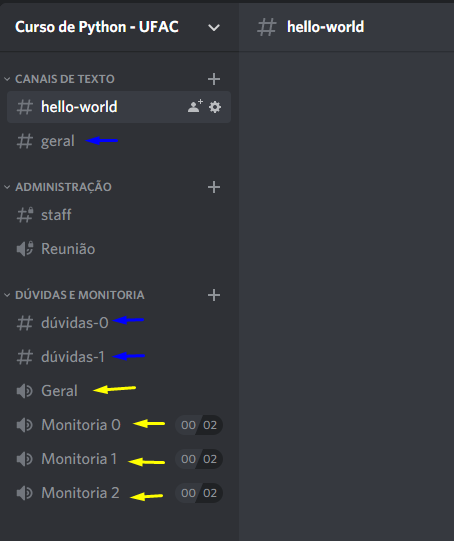 Curso de Python - UFAC
# hello-world
CANAIS DE TEXTO
# hello-world
# geral
ADMINISTRAÇÃO
# staff
Reunião
DÚVIDAS E MONITORIA
# dúvidas-0
# dúvidas-1
Geral
Monitoria 0 00 02
Monitoria 1 00 02
Monitoria 2 00 02